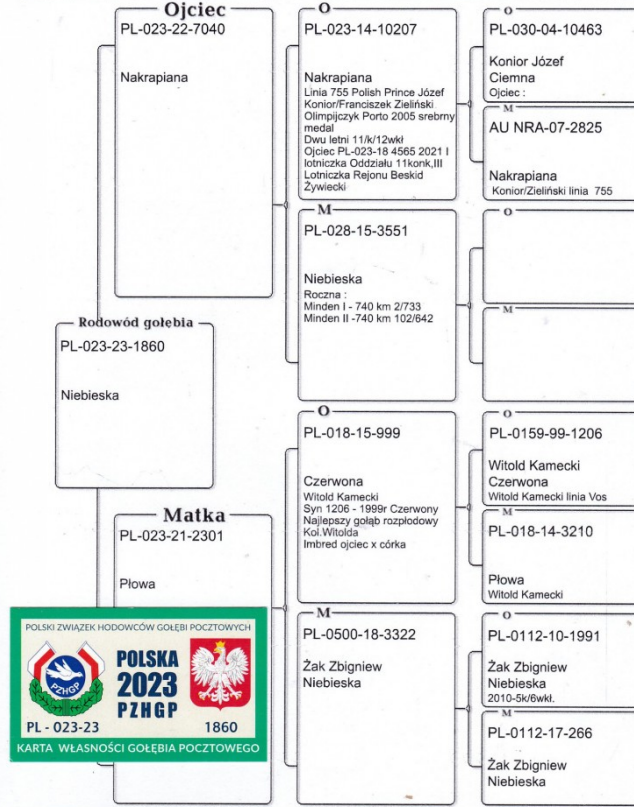 Ojciec
PL-023-22-7040
Nakrapiana
O
PL-023-14-10207
Nakrapiana
Linia 755 Polish Prince Józef
Konior/Franciszek Zieliński
Olimpijczyk Porto 2005 srebrny
medal
Dwu letni 11/k/12wkł
Ojciec PL-023-18 4565 2021 I
lotniczka Oddziału 11konk,III
Lotniczka Rejonu Beskid
Żywiecki
O
PL-030-04-10463
Konior Józef
Ciemna
Ojciec :
M
AU NRA-07-2825
Nakrapiana
Konior/Zieliński linia 755
M
PL-028-15-3551
Niebieska
Roczna :
Minden I - 740 km 2/733
Minden II -740 km 102/642
O
M
Rodowód gołębia
PL-023-23-1860
Niebieska
Matka
PL-023-21-2301
Płowa
O
PL-018-15-999
Czerwona
Witold Kamecki
Syn 1206 - 1999r Czerwony
Najlepszy gołąb rozpłodowy
Kol.Witolda
Imbred ojciec x córka
O
PL-0159-99-1206
Witold Kamecki
Czerwona
Witold Kamecki linia Vos
M
PL-018-14-3210
Płowa
Witold Kamecki
M
PL-0500-18-3322
Żak Zbigniew
Niebieska
O
PL-0112-10-1991
Żak Zbigniew
Niebieska
2010-5k/6wkł.
M
PL-0112-17-266
Żak Zbigniew
Niebieska
POLSKI ZWIĄZEK HODOWCÓW GOŁĘBI POCZTOWYCH
PZHGP
POLSKA
2023
PZHGP
PL - 023-23
1860
KARTA WŁASNOŚCI GOŁĘBIA POCZTOWEGO